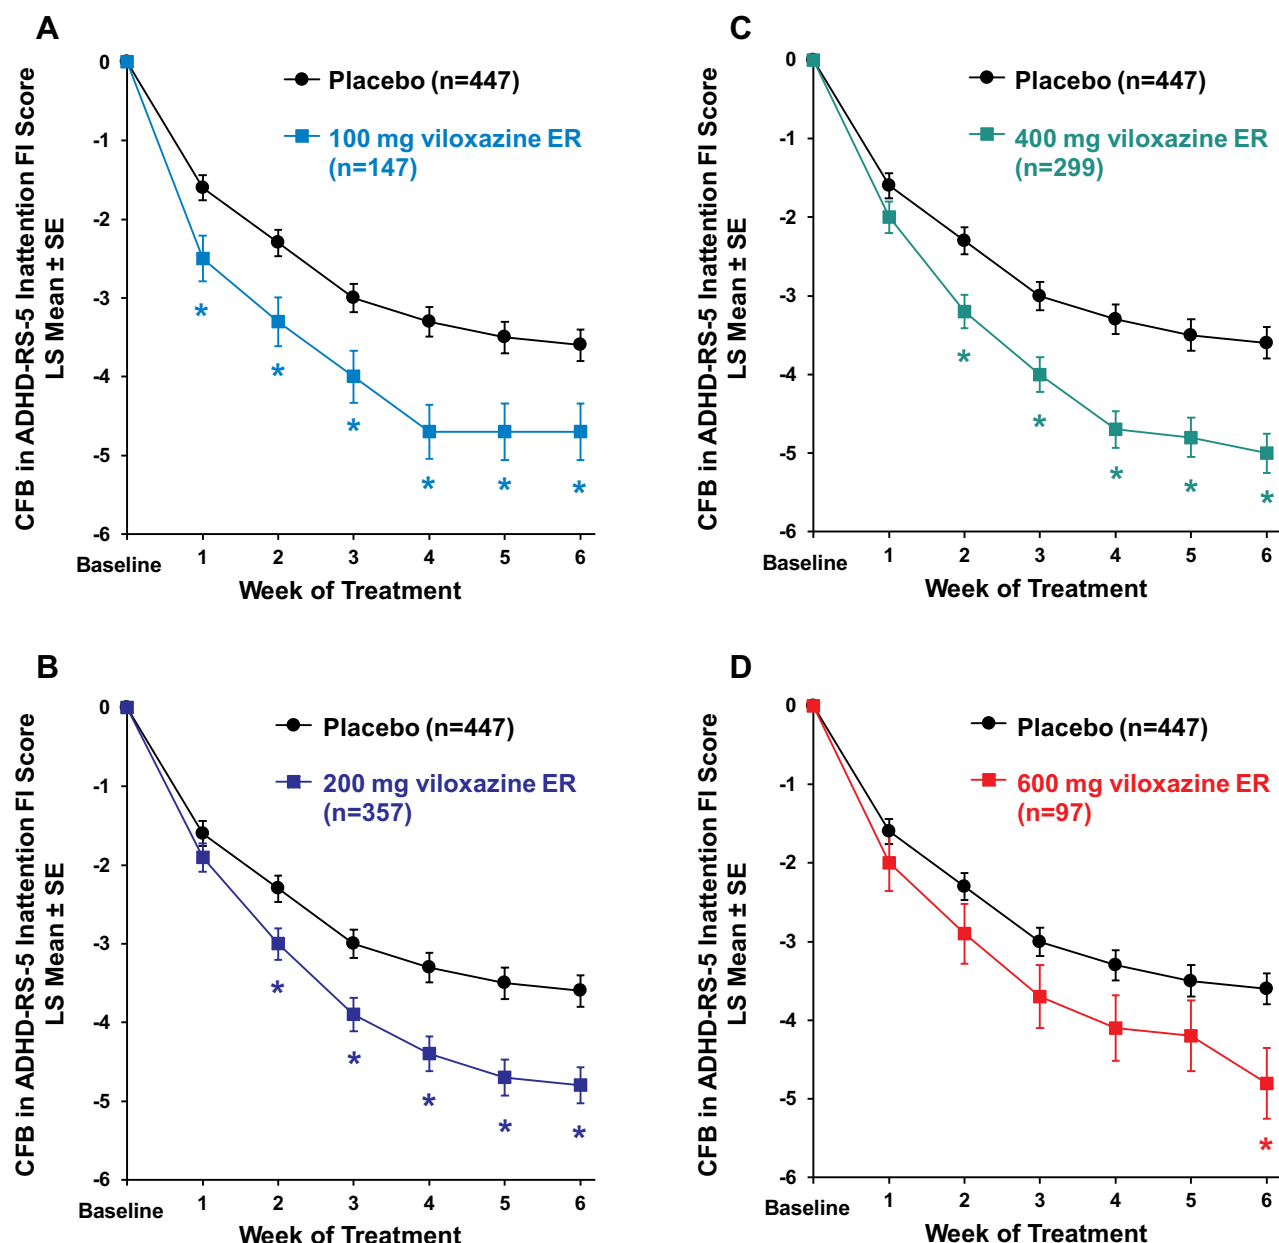 A
CFB in ADHD-RS-5 Inattention FI Score
LS Mean ± SE
0
-1
-2
-3
-4
-5
-6
Placebo (n=447)
100 mg viloxazine ER
(n=147)
*
*
*
*
*
*
Baseline
1
2
3
4
5
6
Week of Treatment
C
CFB in ADHD-RS-5 Inattention FI Score
LS Mean ± SE
0
-1
-2
-3
-4
-5
-6
Placebo (n=447)
400 mg viloxazine ER
(n=299)
*
*
*
*
*
Baseline
1
2
3
4
5
6
Week of Treatment
B
CFB in ADHD-RS-5 Inattention FI Score
LS Mean ± SE
0
-1
-2
-3
-4
-5
-6
Placebo (n=447)
200 mg viloxazine ER
(n=357)
*
*
*
*
*
Baseline
1
2
3
4
5
6
Week of Treatment
D
CFB in ADHD-RS-5 Inattention FI Score
LS Mean ± SE
0
-1
-2
-3
-4
-5
-6
Placebo (n=447)
600 mg viloxazine ER
(n=97)
*
Baseline
1
2
3
4
5
6
Week of Treatment